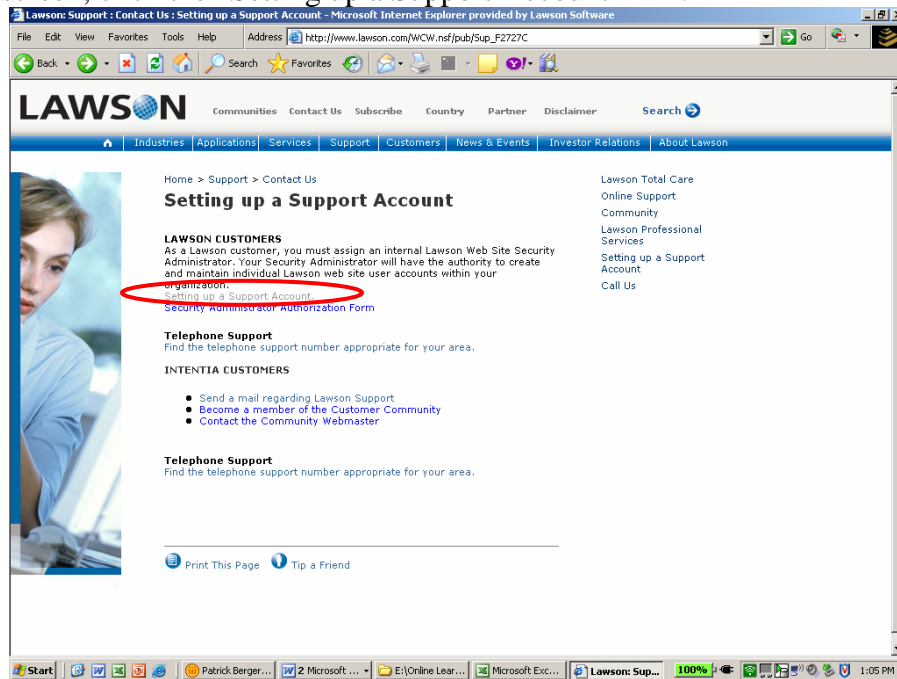 Lawson: Support : Contact Us : Setting up a Support Account - Microsoft Internet Explorer provided by Lawson Software
File Edit View Favorites Tools Help Address http://www.lawson.com/WCW.nsf/pub/Sup_F2727C Go
Back Search Favorites
LAWSON Communities Contact Us Subscribe Country Partner Disclaimer Search
Industries Applications Services Support Customers News & Events Investor Relations About Lawson
Home > Support > Contact Us
Setting up a Support Account
LAWSON CUSTOMERS
As a Lawson customer, you must assign an internal Lawson Web Site Security
Administrator. Your Security Administrator will have the authority to create
and maintain individual Lawson web site user accounts within your
organization.
Setting up a Support Account.
Security Administrator Authorization Form
Telephone Support
Find the telephone support number appropriate for your area.
INTENTIA CUSTOMERS
Send a mail regarding Lawson Support
Become a member of the Customer Community
Contact the Community Webmaster
Telephone Support
Find the telephone support number appropriate for your area.
Print This Page Tip a Friend
Lawson Total Care
Online Support
Community
Lawson Professional
Services
Setting up a Support
Account
Call Us
Start Patrick Berger... 2 Microsoft ... E:\Online Lear... Microsoft Exc... Lawson: Sup... 100% 1:05 PM